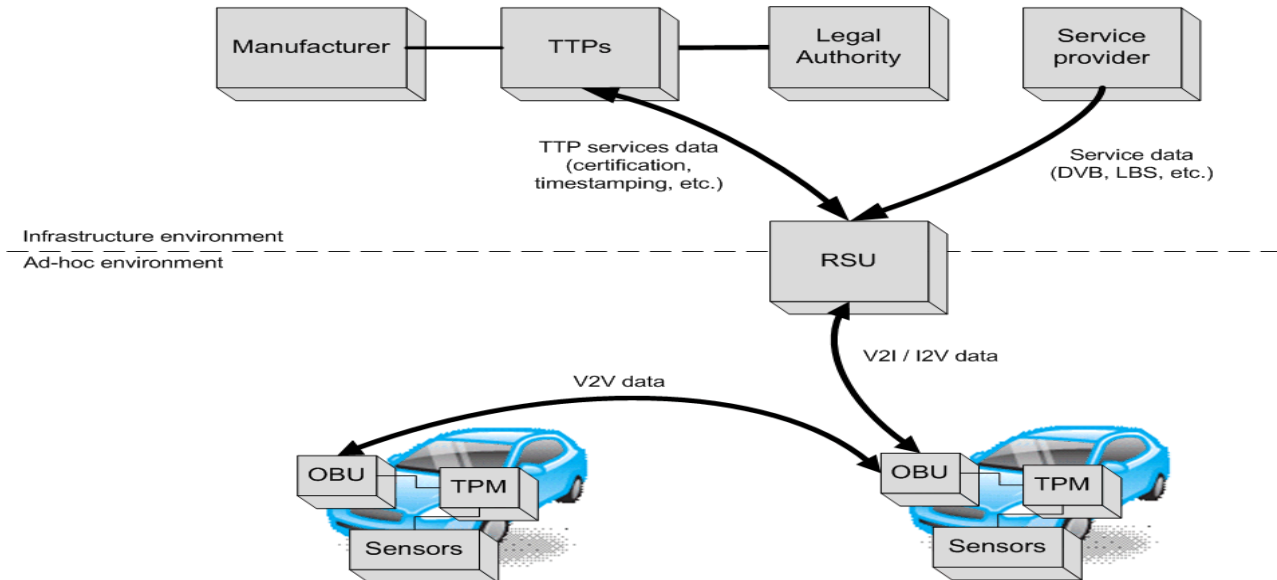 Manufacturer
TTPs
Legal
Authority
Service
provider
TTP services data
(certification,
timestamping, etc.)
Service data
(DVB, LBS, etc.)
Infrastructure environment
Ad-hoc environment
RSU
V2I / I2V data
V2V data
OBU
TPM
Sensors
OBU
TPM
Sensors